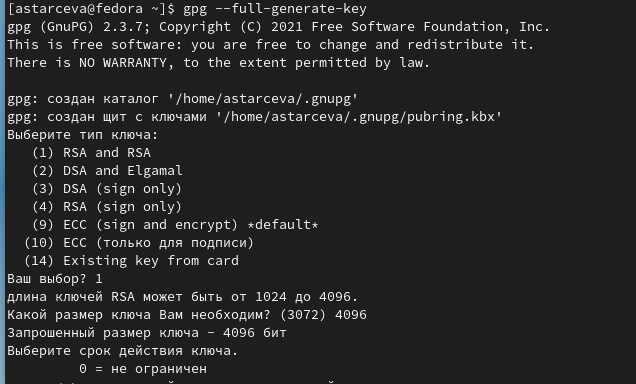 [astarceva@fedora ~]$ gpg --full-generate-key
gpg (GnuPG) 2.3.7; Copyright (C) 2021 Free Software Foundation, Inc.
This is free software: you are free to change and redistribute it.
There is NO WARRANTY, to the extent permitted by law.
gpg: создан каталог '/home/astarceva/.gnupg'
gpg: создан щит с ключами '/home/astarceva/.gnupg/pubring.kbx'
Выберите тип ключа:
(1) RSA and RSA
(2) DSA and Elgamal
(3) DSA (sign only)
(4) RSA (sign only)
(9) ECC (sign and encrypt) *default*
(10) ECC (только для подписи)
(14) Existing key from card
Ваш выбор? 1
длина ключей RSA может быть от 1024 до 4096.
Какой размер ключа Вам необходим? (3072) 4096
Запрошенный размер ключа - 4096 бит
Выберите срок действия ключа.
0 = не ограничен